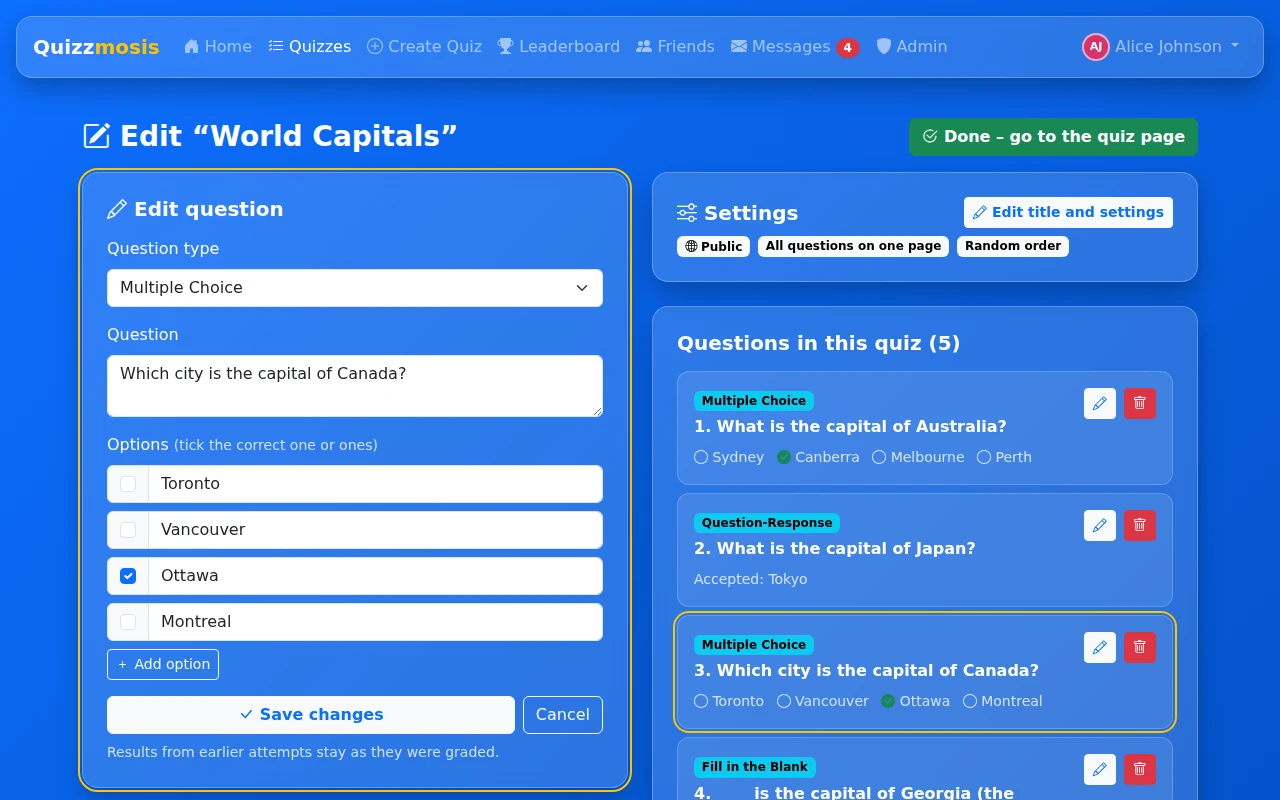 Quizzmosis Home Quizzes Create Quiz Leaderboard Friends Messages 4 Admin AJ Alice Johnson
Edit “World Capitals”
Done – go to the quiz page
Edit question
Question type
Multiple Choice
Question
Which city is the capital of Canada?
Options (tick the correct one or ones)
Toronto
Vancouver
Ottawa
Montreal
+ Add option
Save changes
Cancel
Results from earlier attempts stay as they were graded.
Settings
Edit title and settings
Public All questions on one page Random order
Questions in this quiz (5)
Multiple Choice
1. What is the capital of Australia?
Sydney Canberra Melbourne Perth
Question-Response
2. What is the capital of Japan?
Accepted: Tokyo
Multiple Choice
3. Which city is the capital of Canada?
Toronto Vancouver Ottawa Montreal
Fill in the Blank
4. ____ is the capital of Georgia (the